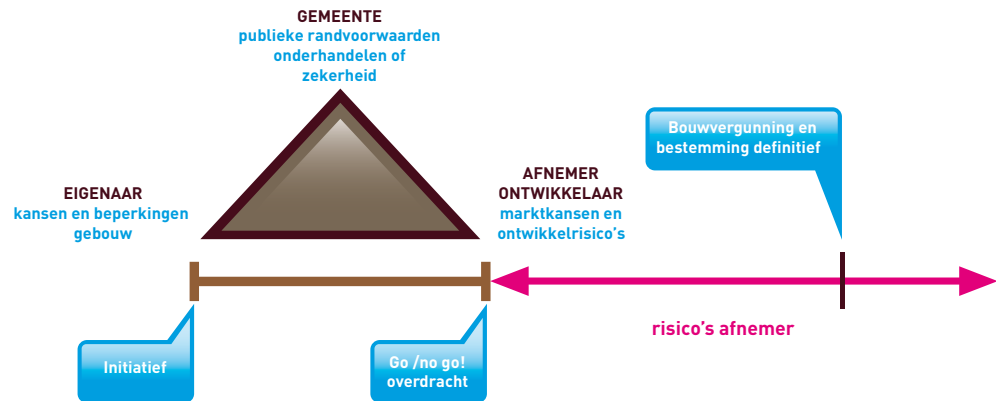 GEMEENTE
publieke randvoorwaarden
onderhandelen of
zekerheid
Bouwvergunning en
bestemming definitief
EIGENAAR
kansen en beperkingen
gebouw
AFNEMER
ONTWIKKELAAR
marktkansen en
ontwikkelrisico's
risico's afnemer
Initiatief
Go /no go!
overdracht